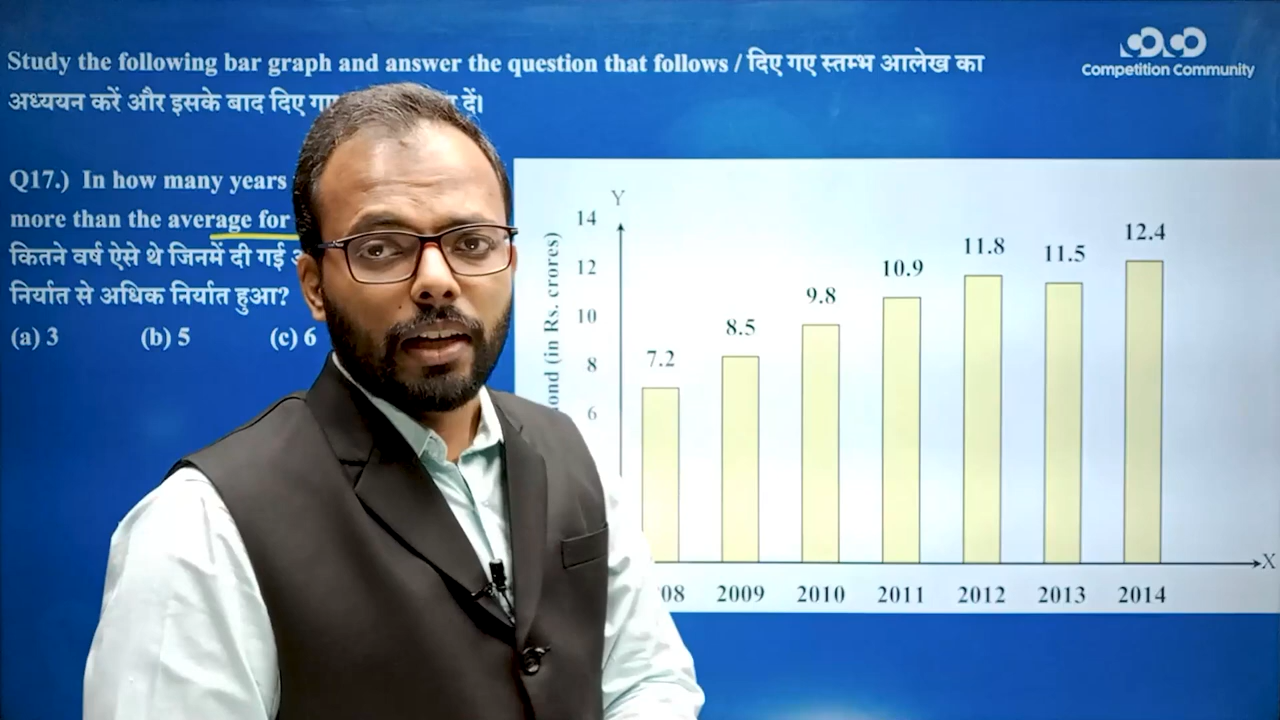 Competition Community
Study the following bar graph and answer the question that follows / दिए गए स्तम्भ आलेख का
अध्ययन करें और इसके बाद दिए दें।
Q17.) In how many years
more than the average for
कितने वर्ष ऐसे थे जिनमें दी गई
निर्यात से अधिक निर्यात हुआ?
(a) 3 (b) 5 (c) 6
Y
14
12
10
8
6
(in Rs. crores)
7.2
8.5
9.8
10.9
11.8
11.5
12.4
X
08 2009 2010 2011 2012 2013 2014